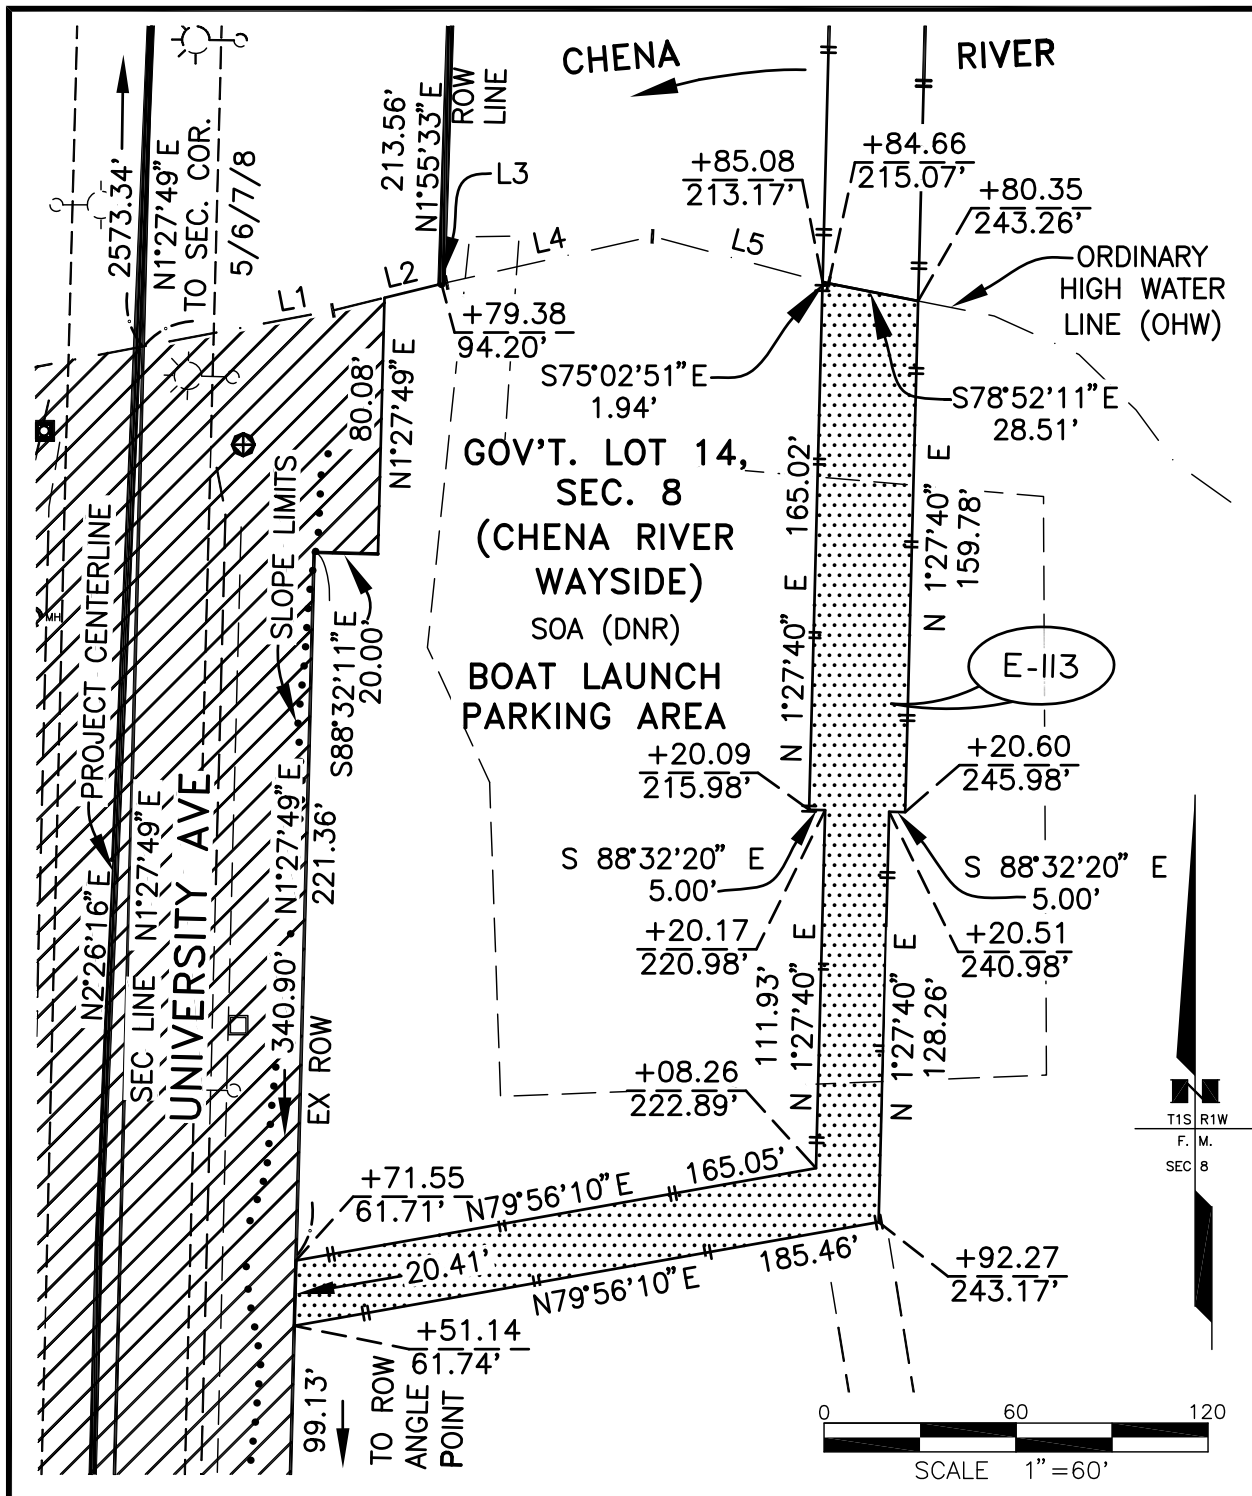 CHENA RIVER
2573.34'
N1°27'49"E
TO SEC. COR.
5/6/7/8
213.56'
N1°55'33"E
ROW
LINE
L3
+85.08
213.17'
+84.66
215.07'
+80.35
243.26'
L1
L2
L4
L5
ORDINARY
HIGH WATER
LINE (OHW)
+79.38
94.20'
S75°02'51"E
1.94'
S78°52'11"E
28.51'
80.08'
N1°27'49"E
GOV'T. LOT 14,
SEC. 8
(CHENA RIVER
WAYSIDE)
SOA (DNR)
BOAT LAUNCH
PARKING AREA
165.02'
N 1°27'40" E
N 1°27'40" E
159.78'
SLOPE LIMITS
PROJECT CENTERLINE
MH
S88°32'11"E
20.00'
E-113
+20.09
215.98'
+20.60
245.98'
N2°26'16"E
SEC LINE N1°27'49"E
UNIVERSITY AVE
340.90'
N1°27'49"E
221.36'
EX ROW
S 88°32'20" E
5.00'
S 88°32'20" E
5.00'
+20.17
220.98'
+20.51
240.98'
111.93'
N 1°27'40" E
N 1°27'40" E
128.26'
+08.26
222.89'
T1S R1W
F. M.
SEC 8
+71.55
61.71'
N79°56'10"E
165.05'
20.41'
N79°56'10"E
185.46'
+92.27
243.17'
+51.14
61.74'
99.13'
TO ROW
ANGLE
POINT
0 60 120
SCALE 1"=60'